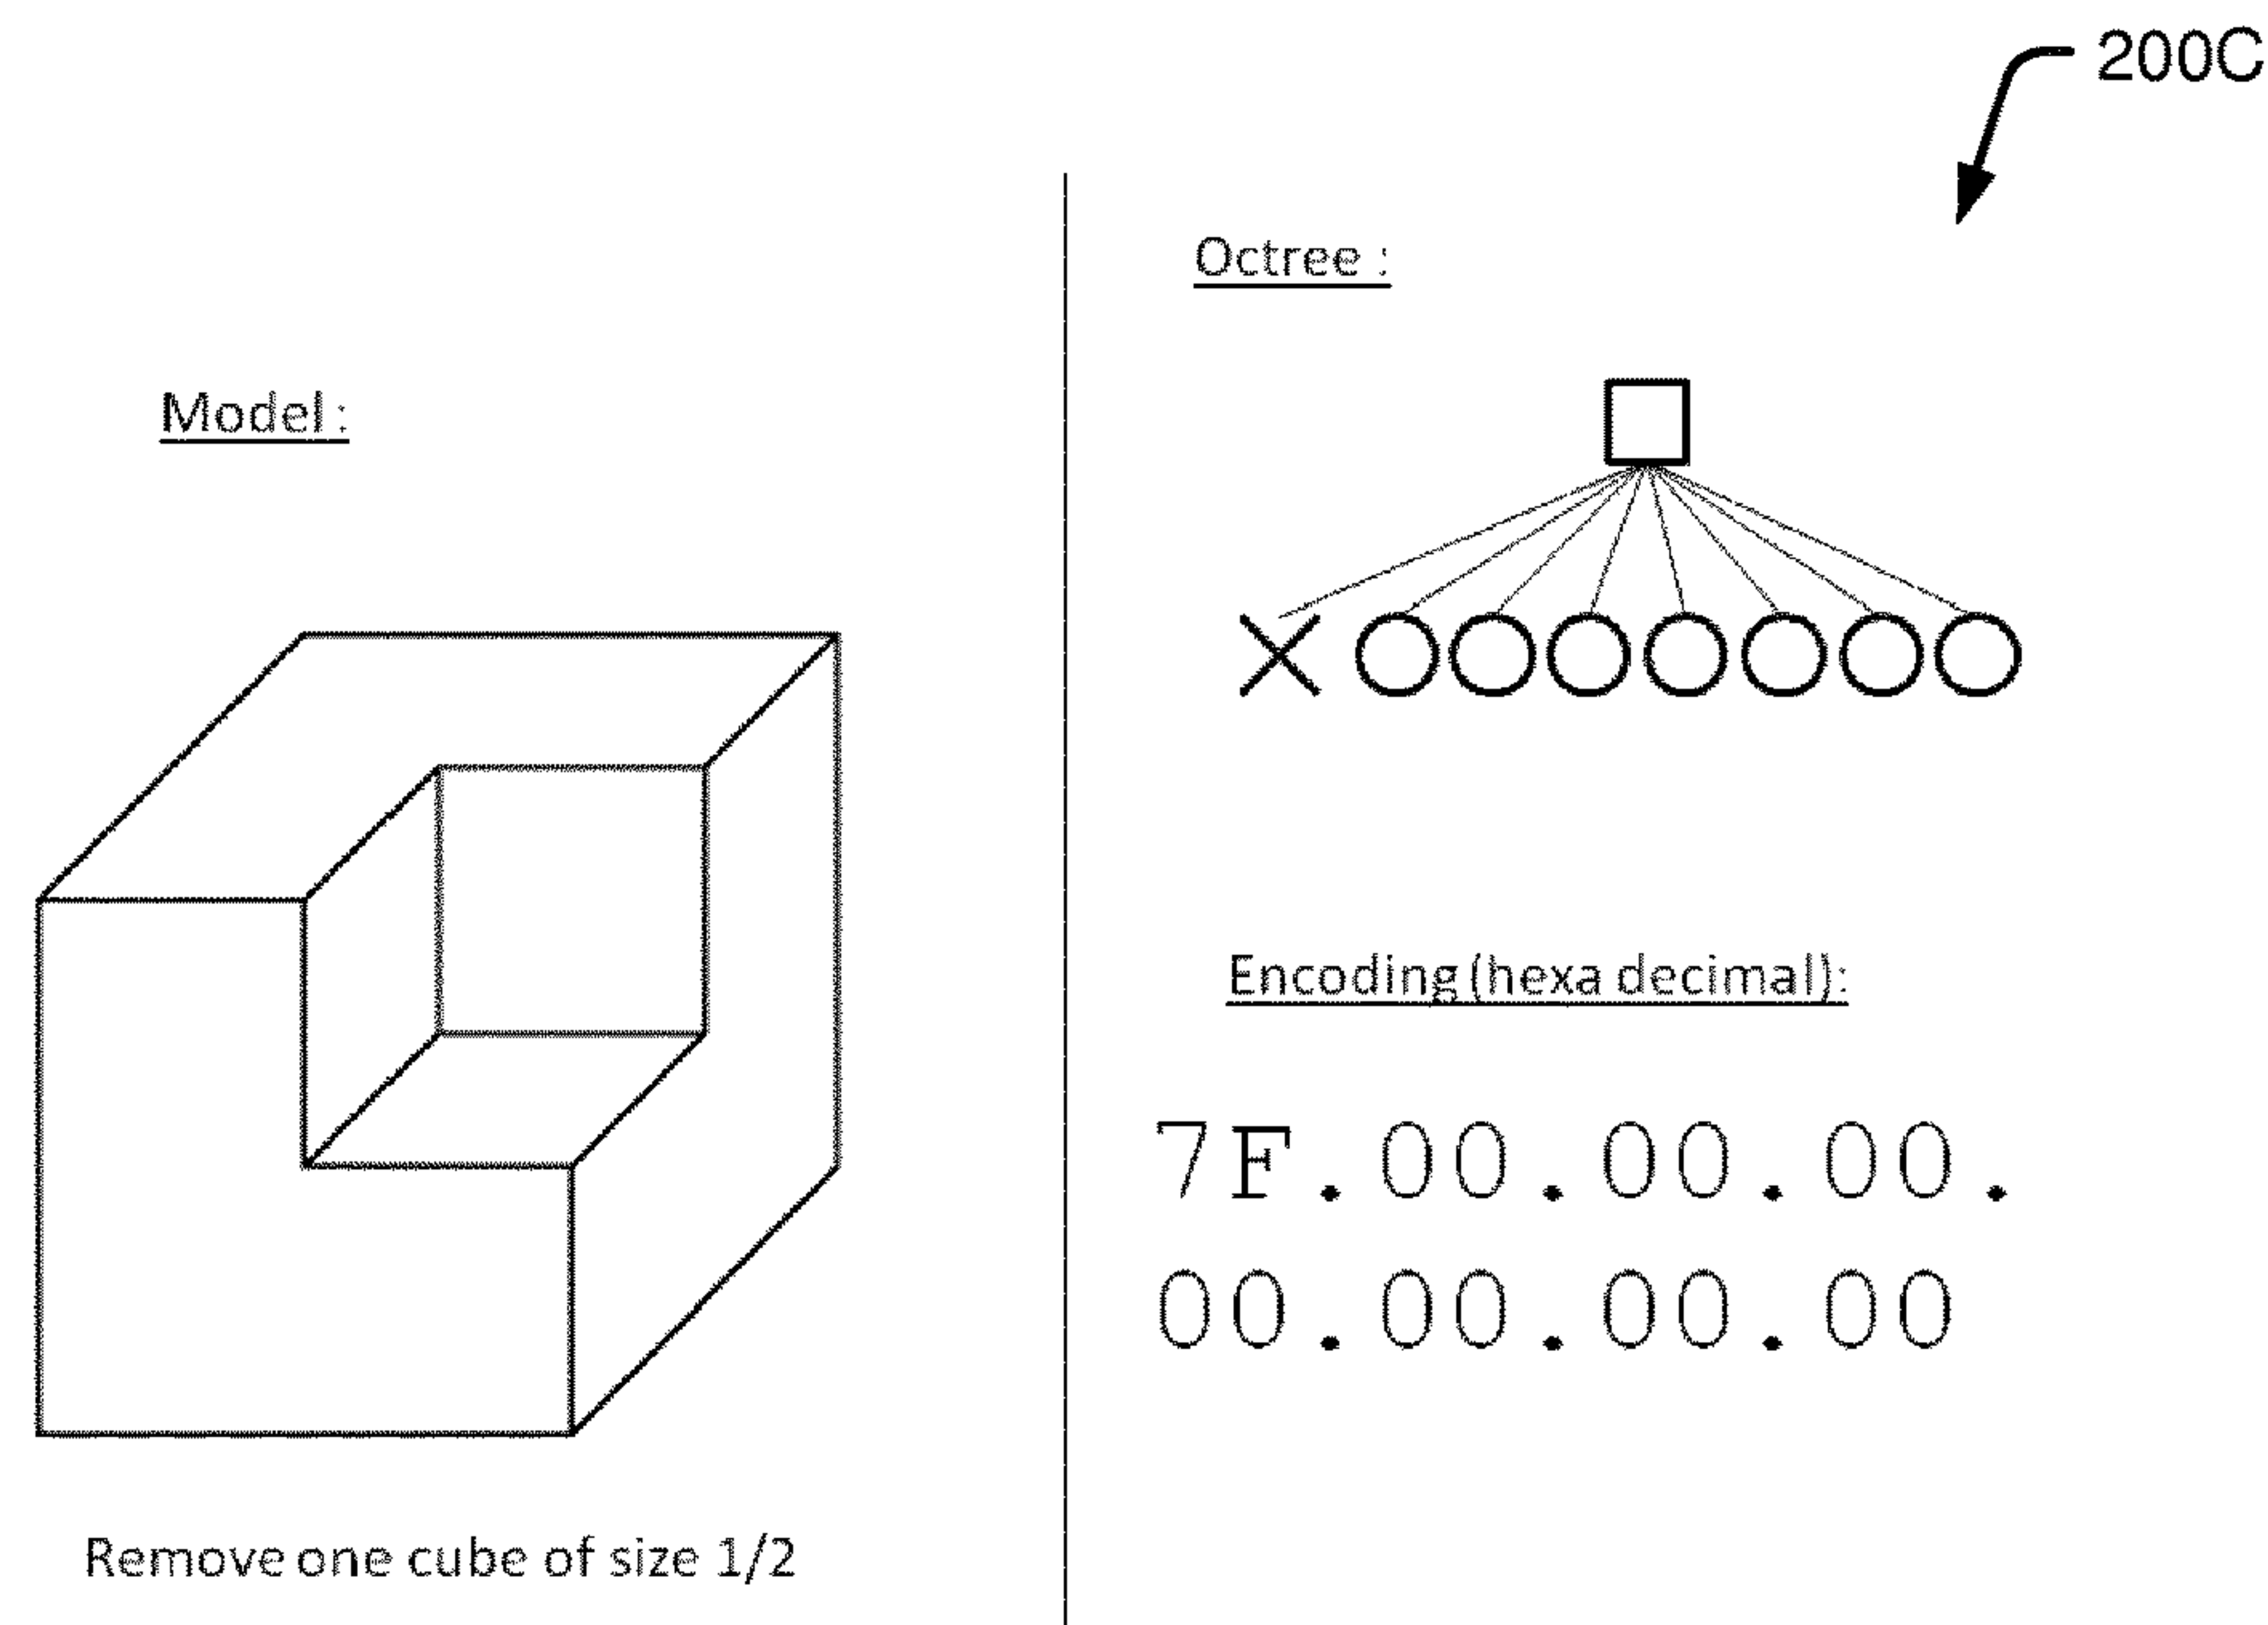 200C
Model :
Remove one cube of size 1/2
Octree :
Encoding (hexa decimal):
7F.00.00.00.
00.00.00.00